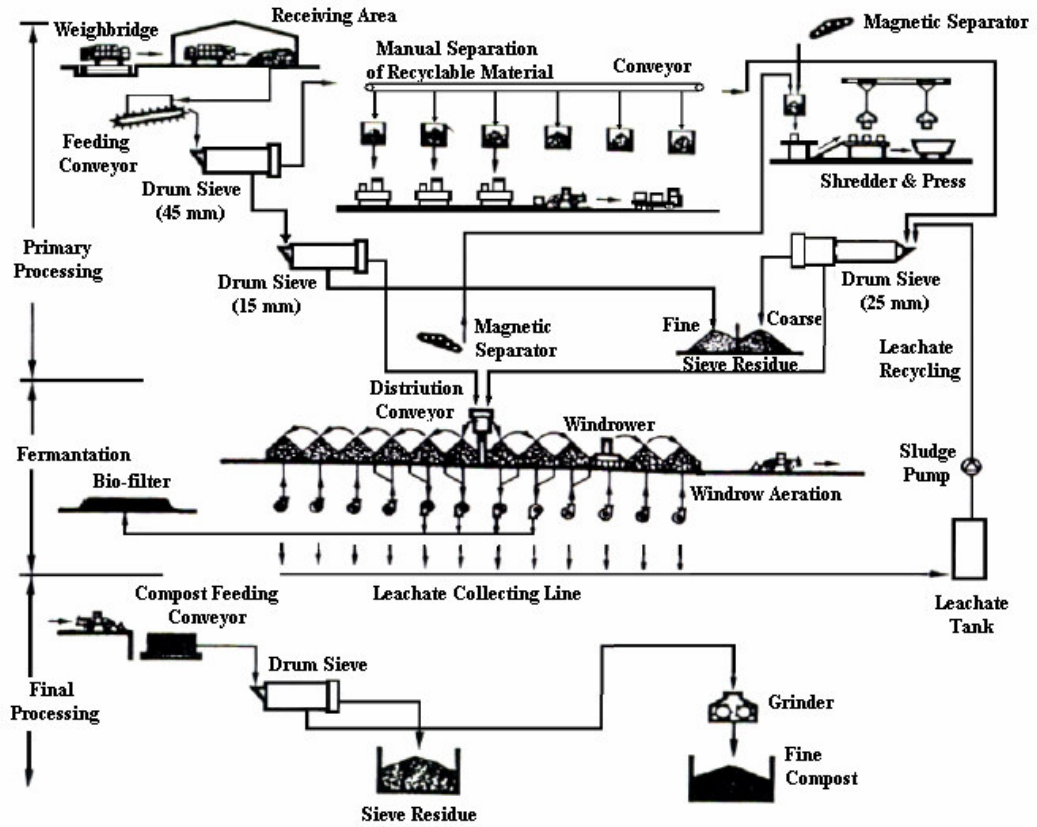 Receiving Area
Weighbridge
Magnetic Separator
Manual Separation
of Recyclable Material
Conveyor
Feeding
Conveyor
Drum Sieve
(45 mm)
Shredder & Press
Primary
Processing
Drum Sieve
(15 mm)
Drum Sieve
(25 mm)
Magnetic
Separator
Fine
Coarse
Sieve Residue
Leachate
Recycling
Distriution
Conveyor
Windrower
Fermantation
Bio-filter
Sludge
Pump
Windrow Aeration
Compost Feeding
Conveyor
Leachate Collecting Line
Leachate
Tank
Drum Sieve
Final
Processing
Grinder
Fine
Compost
Sieve Residue